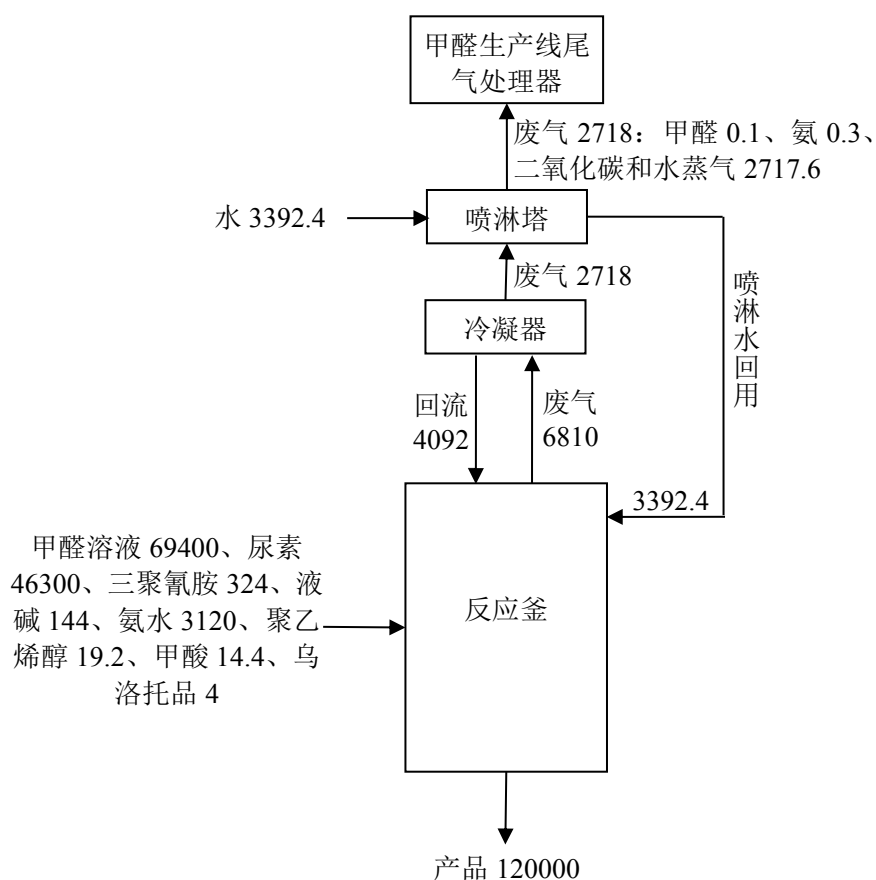 甲醛生产线尾
气处理器
废气 2718：甲醛 0.1、氨 0.3、
二氧化碳和水蒸气 2717.6
水 3392.4
喷淋塔
废气 2718
喷淋水回用
冷凝器
回流
4092
废气
6810
3392.4
甲醛溶液 69400、尿素
46300、三聚氰胺 324、液
碱 144、氨水 3120、聚乙
烯醇 19.2、甲酸 14.4、乌
洛托品 4
反应釜
产品 120000